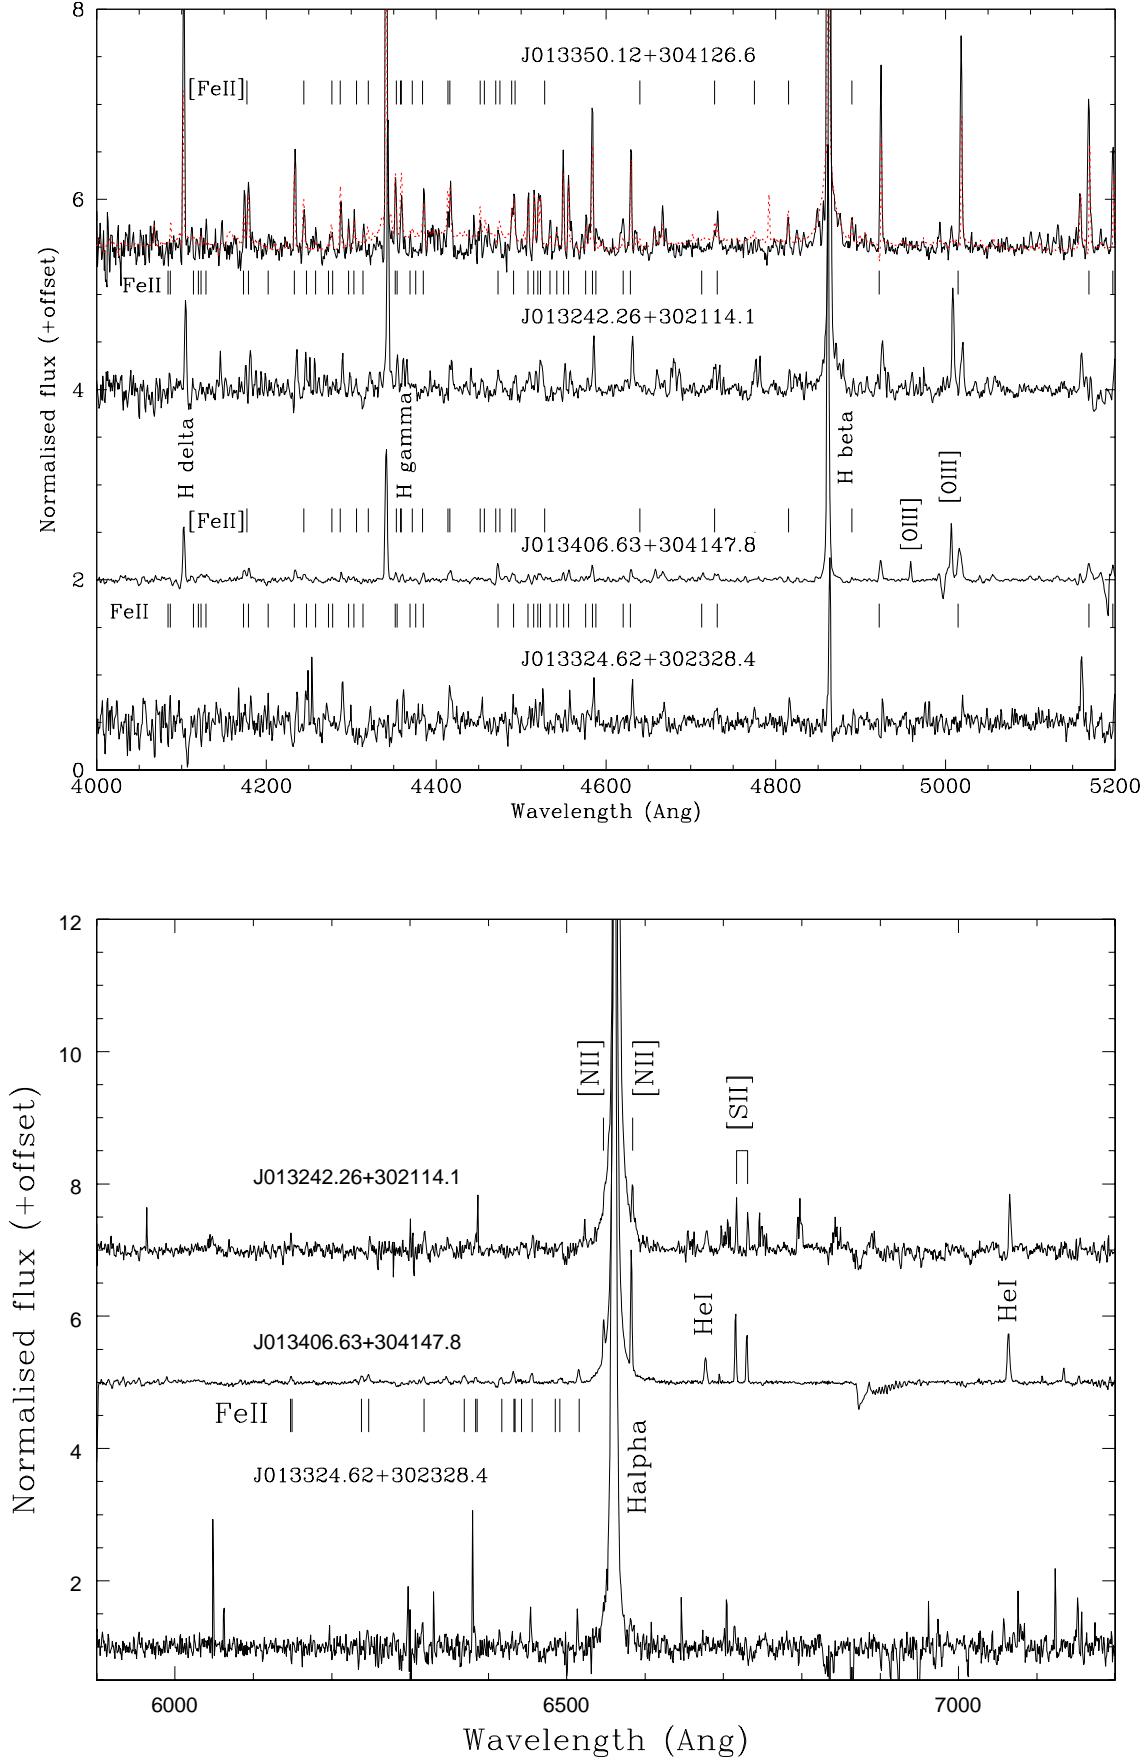 8
J013350.12+304126.6
[FeII]
6
FeII
J013242.26+302114.1
4
H delta
H gamma
H beta
[OIII]
[OIII]
[FeII]
J013406.63+304147.8
2
FeII
J013324.62+302328.4
0
4000 4200 4400 4600 4800 5000 5200
Wavelength (Ang)
Normalised flux (+offset)
12
10
[NII]
[NII]
[SII]
J013242.26+302114.1
8
6
HeI
HeI
J013406.63+304147.8
FeII
4
Halpha
J013324.62+302328.4
2
6000 6500 7000
Wavelength (Ang)
Normalised flux (+offset)